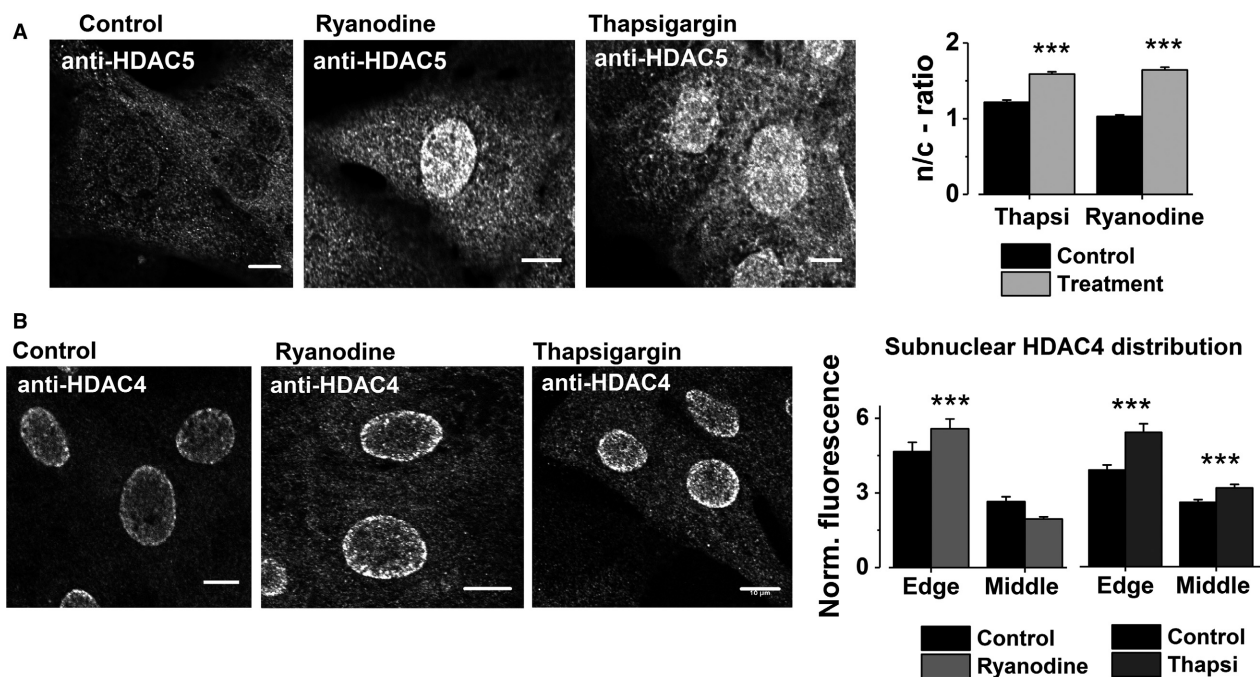 A
Control
Ryanodine
Thapsigargin
anti-HDAC5
anti-HDAC5
anti-HDAC5
n/c - ratio
2
1
0
***
***
Thapsi
Ryanodine
Control
Treatment
B
Control
Ryanodine
Thapsigargin
anti-HDAC4
anti-HDAC4
anti-HDAC4
10 µm
Subnuclear HDAC4 distribution
Norm. fluorescence
6
3
0
***
***
***
Edge
Middle
Edge
Middle
Control
Ryanodine
Control
Thapsi